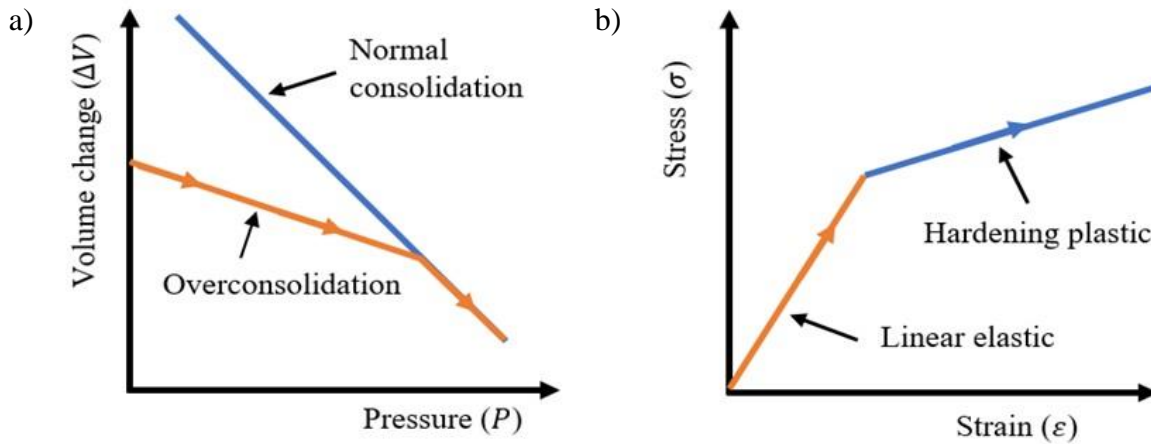 a)
Volume change (ΔV)
Normal
consolidation
Overconsolidation
Pressure (P)
b)
Stress (σ)
Hardening plastic
Linear elastic
Strain (ε)